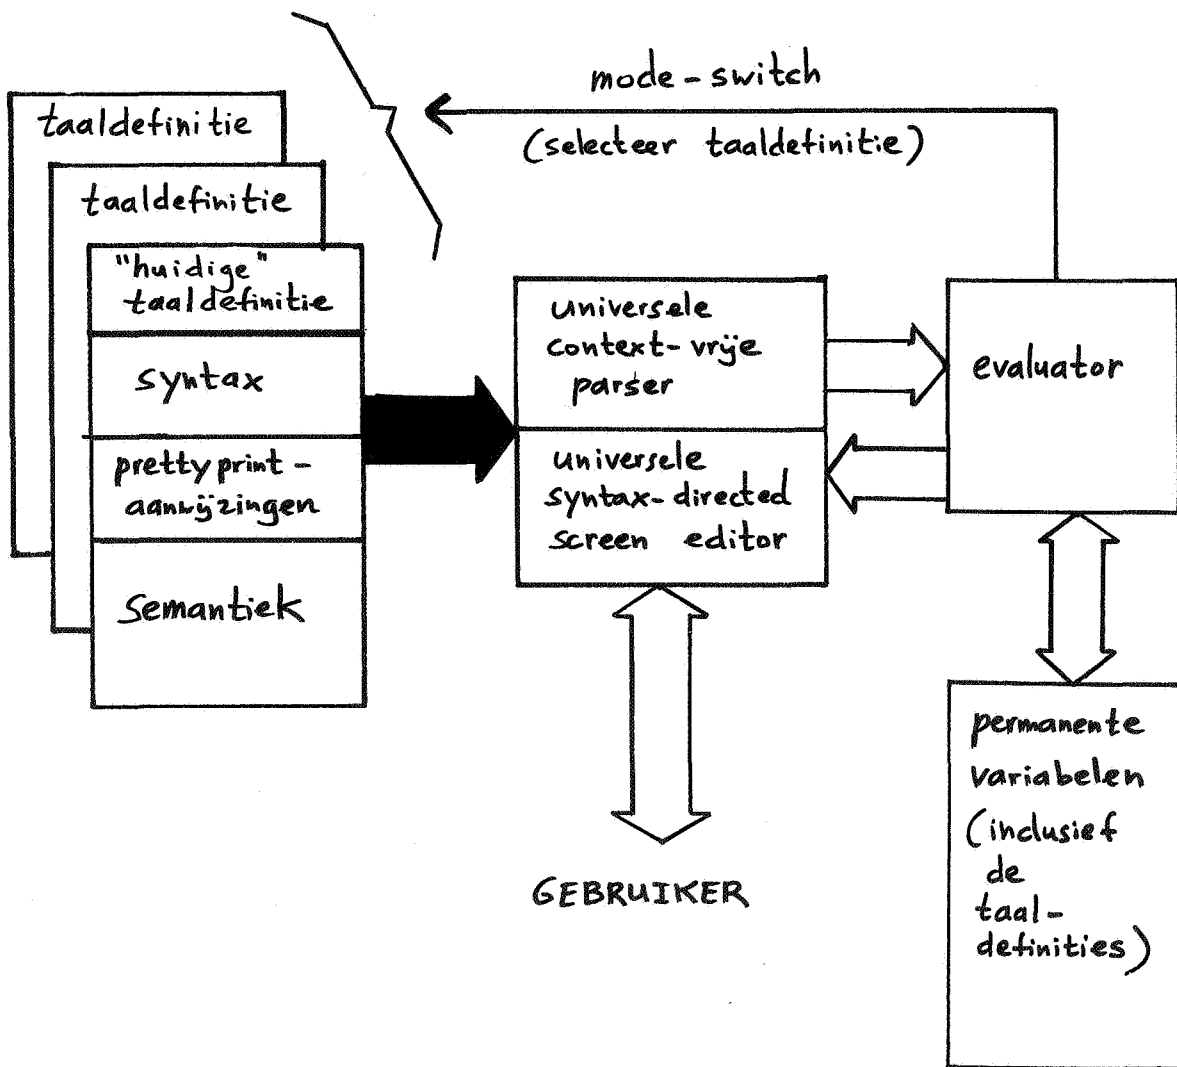 mode-switch
(selecteer taaldefinitie)
taaldefinitie
taaldefinitie
"huidige"
taaldefinitie
syntax
prettyprint-
aanwijzingen
semantiek
universele
context-vrije
parser
universele
syntax-directed
screen editor
evaluator
GEBRUIKER
permanente
variabelen
(inclusief
de
taal-
definities)